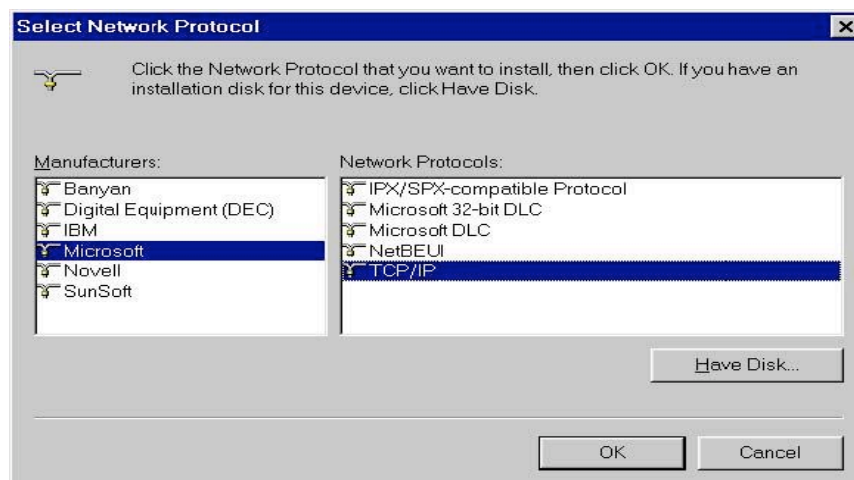 Select Network Protocol
Click the Network Protocol that you want to install, then click OK. If you have an
installation disk for this device, click Have Disk.
Manufacturers:
Banyan
Digital Equipment (DEC)
IBM
Microsoft
Novell
SunSoft
Network Protocols:
IPX/SPX-compatible Protocol
Microsoft 32-bit DLC
Microsoft DLC
NetBEUI
TCP/IP
Have Disk...
OK
Cancel